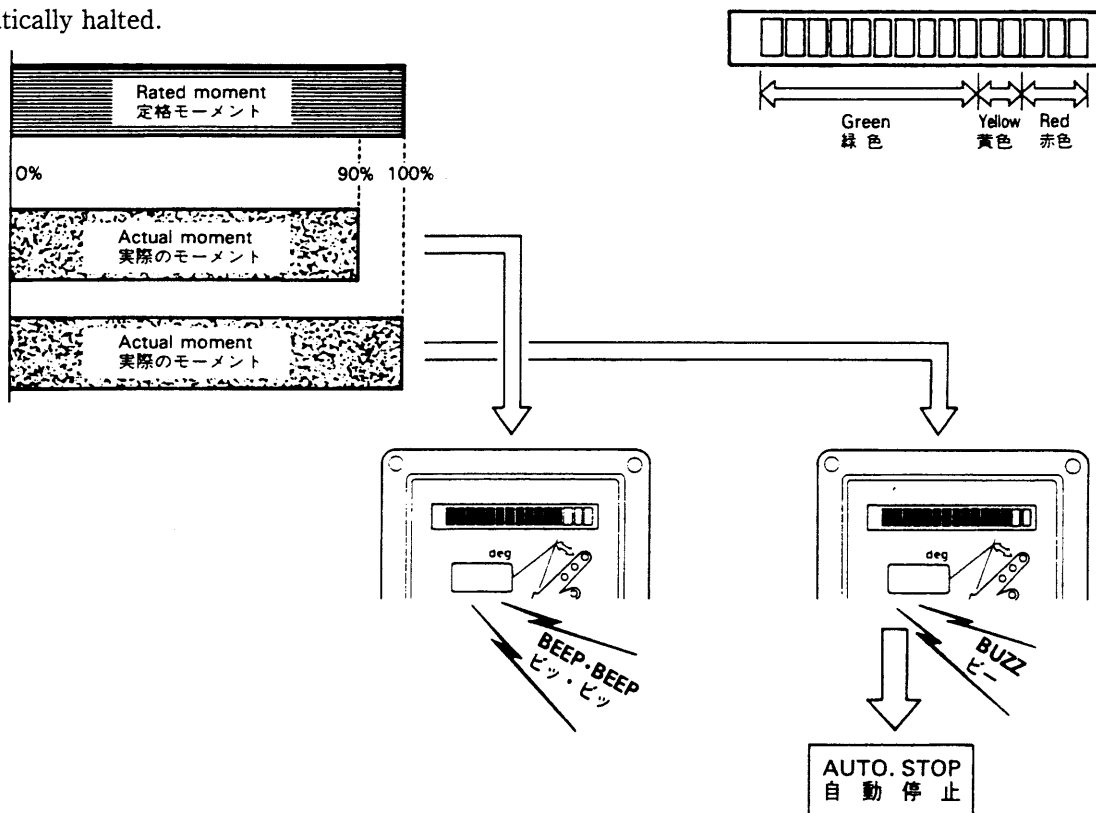 tically halted.
Rated moment
定格モーメント
Green
緑色
Yellow
黄色
Red
赤色
0%
90%
100%
Actual moment
実際のモーメント
Actual moment
実際のモーメント
deg
deg
BEEP・BEEP
ピッ・ピッ
BUZZ
ピー
AUTO. STOP
自動停止